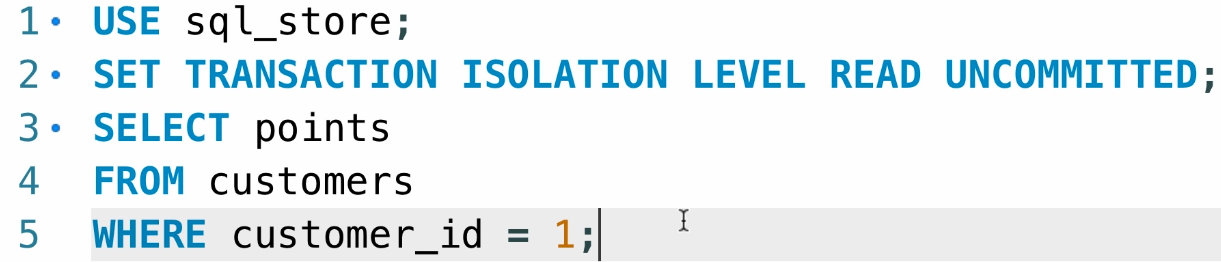 1 USE sql_store;
2 SET TRANSACTION ISOLATION LEVEL READ UNCOMMITTED;
3 SELECT points
4 FROM customers
5 WHERE customer_id = 1;